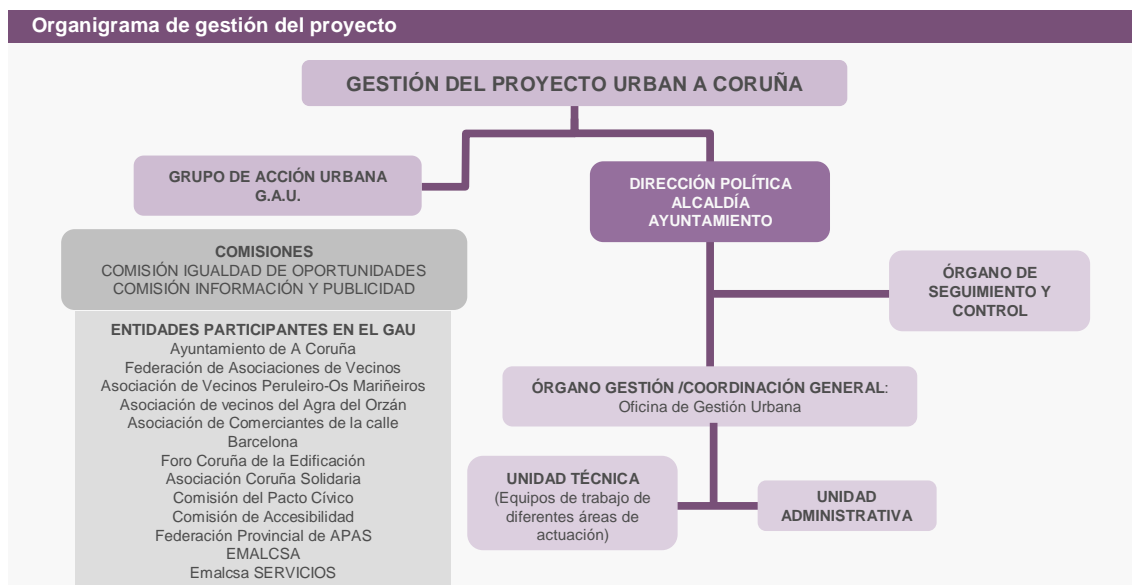 Organigrama de gestión del proyecto
GESTIÓN DEL PROYECTO URBAN A CORUÑA
GRUPO DE ACCIÓN URBANA
G.A.U.
DIRECCIÓN POLÍTICA
ALCALDÍA
AYUNTAMIENTO
COMISIONES
COMISIÓN IGUALDAD DE OPORTUNIDADES
COMISIÓN INFORMACIÓN Y PUBLICIDAD
ÓRGANO DE
SEGUIMIENTO Y
CONTROL
ENTIDADES PARTICIPANTES EN EL GAU
Ayuntamiento de A Coruña
Federación de Asociaciones de Vecinos
Asociación de Vecinos Peruleiro-Os Mariñeiros
Asociación de vecinos del Agra del Orzán
Asociación de Comerciantes de la calle
Barcelona
Foro Coruña de la Edificación
Asociación Coruña Solidaria
Comisión del Pacto Cívico
Comisión de Accesibilidad
Federación Provincial de APAS
EMALCSA
Emalcsa SERVICIOS
ÓRGANO GESTIÓN /COORDINACIÓN GENERAL:
Oficina de Gestión Urbana
UNIDAD TÉCNICA
(Equipos de trabajo de
diferentes áreas de
actuación)
UNIDAD
ADMINISTRATIVA